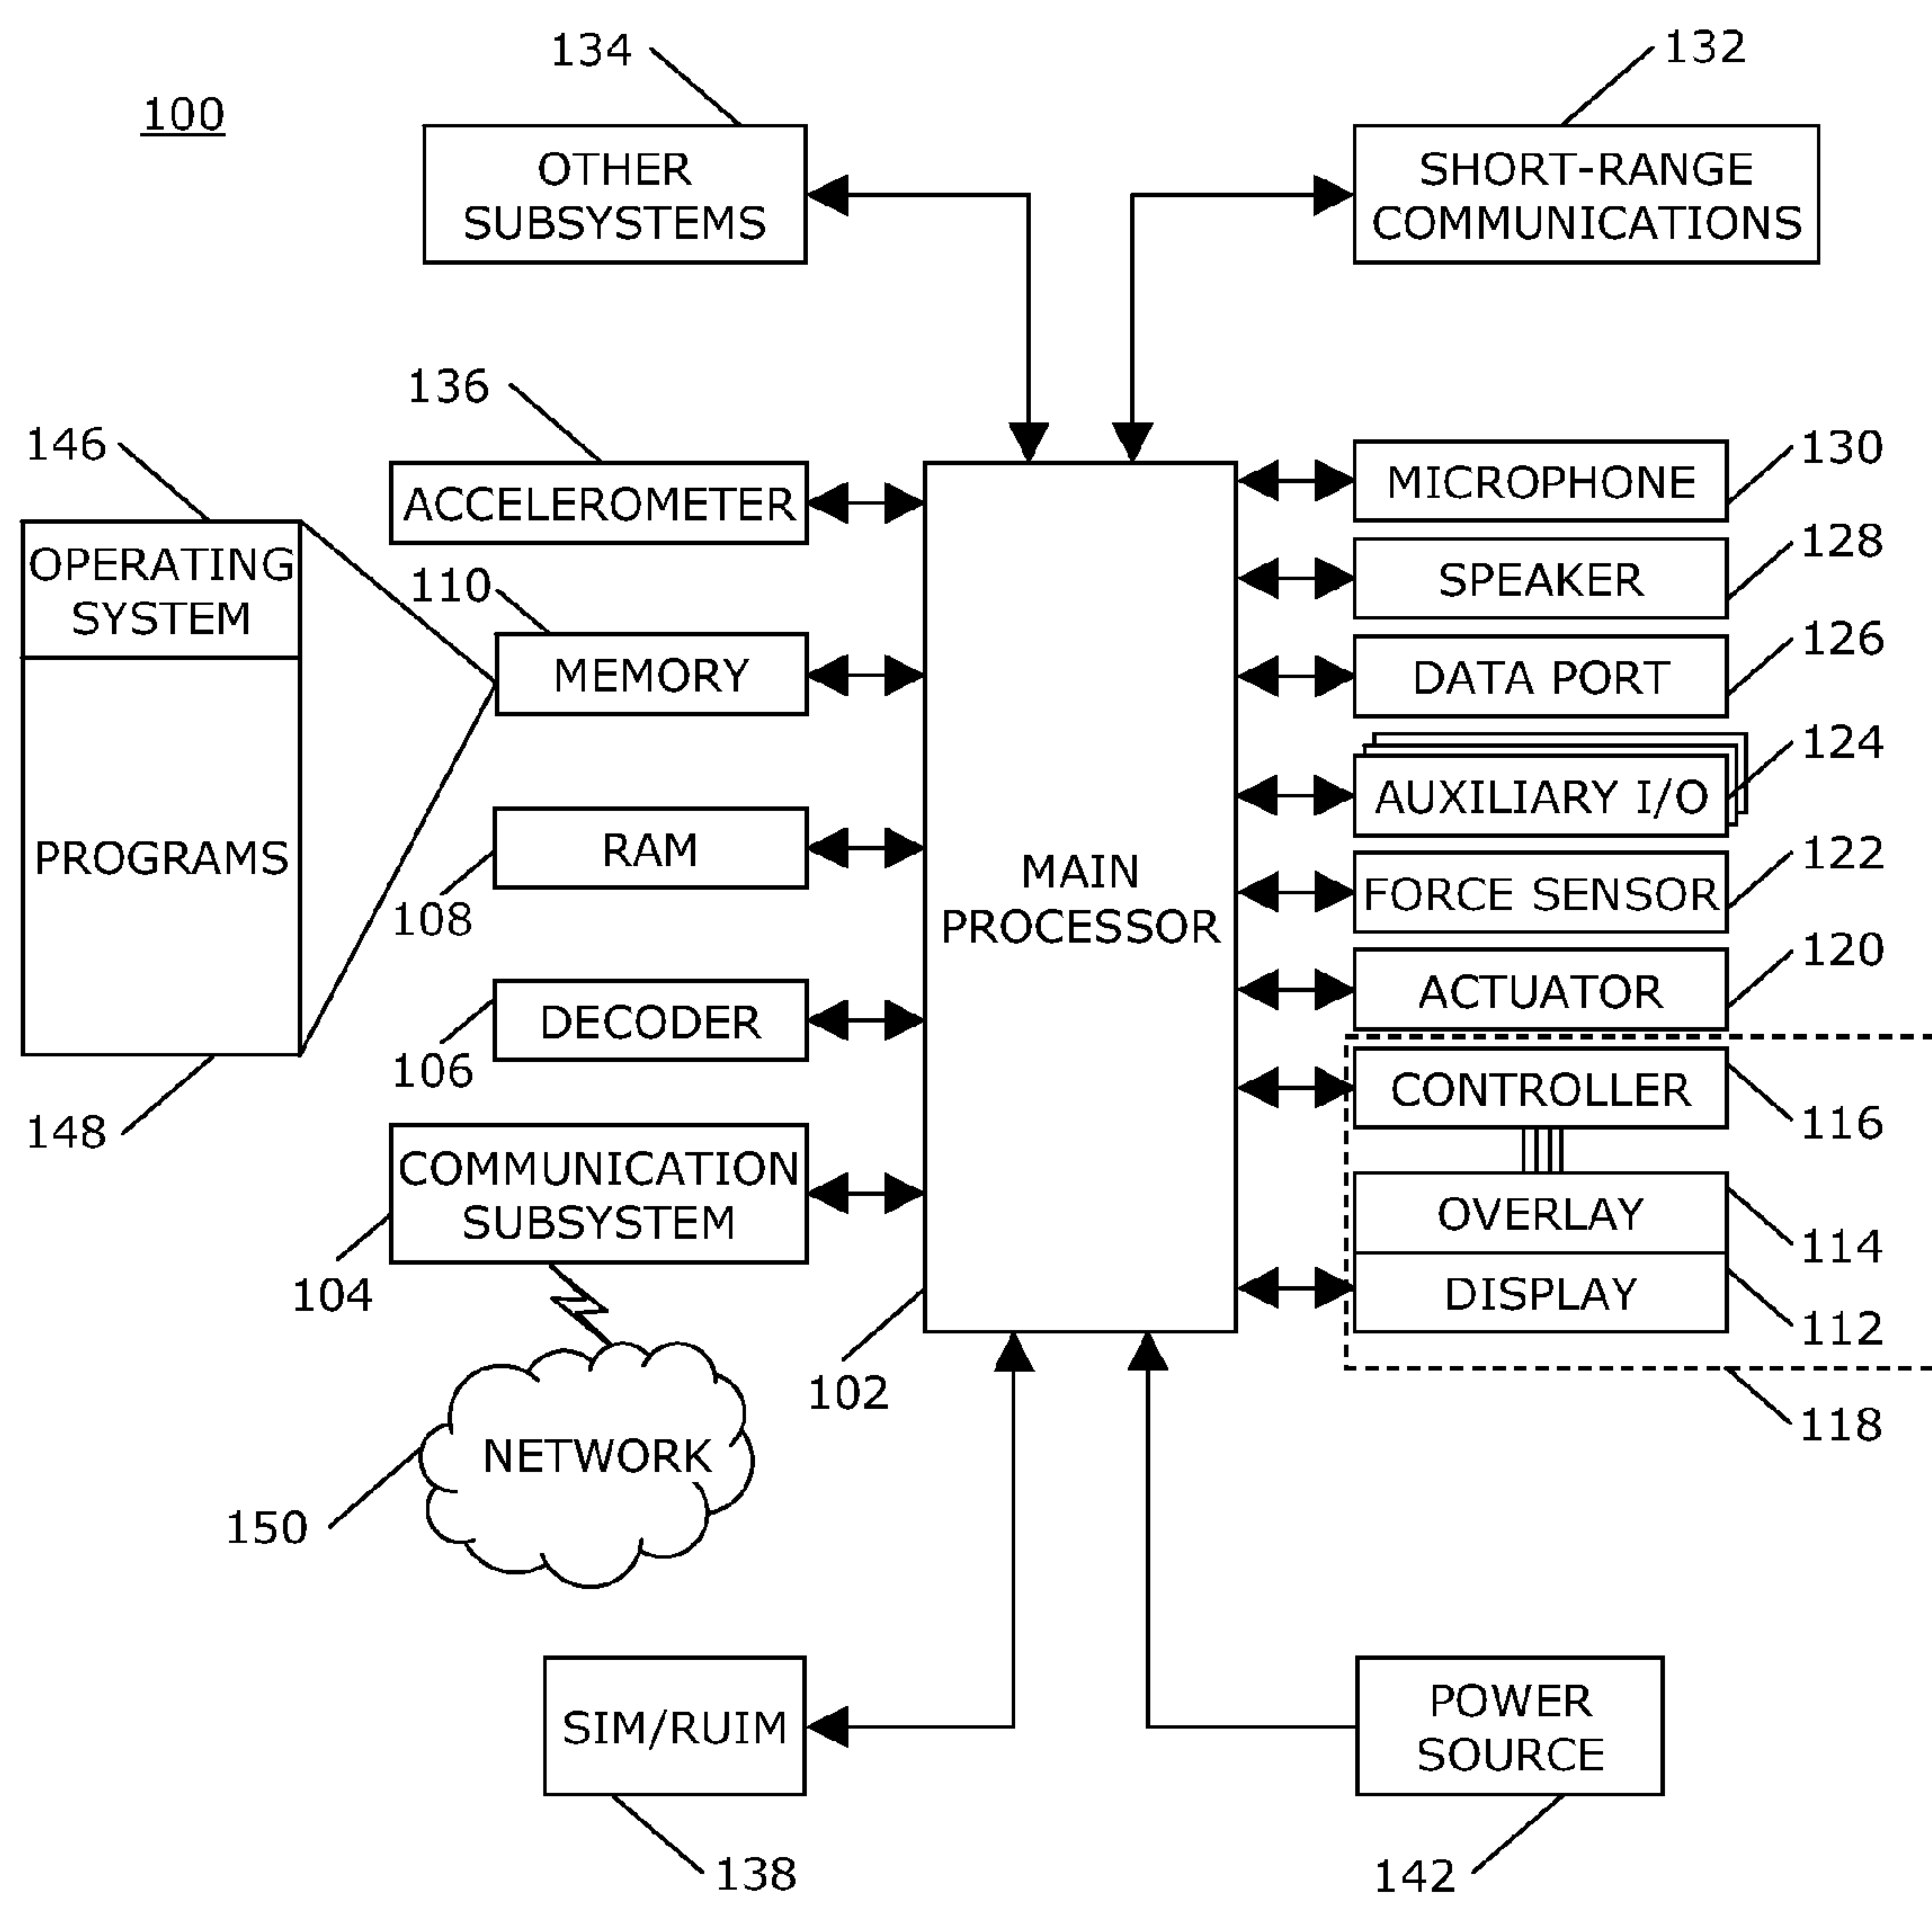 134
132
100
OTHER
SUBSYSTEMS
SHORT-RANGE
COMMUNICATIONS
136
146
130
ACCELEROMETER
MICROPHONE
128
OPERATING
SYSTEM
110
SPEAKER
126
MEMORY
DATA PORT
124
AUXILIARY I/O
PROGRAMS
RAM
122
MAIN
PROCESSOR
FORCE SENSOR
108
120
DECODER
ACTUATOR
106
CONTROLLER
116
148
COMMUNICATION
SUBSYSTEM
OVERLAY
114
104
DISPLAY
112
102
118
NETWORK
150
SIM/RUIM
POWER
SOURCE
138
142